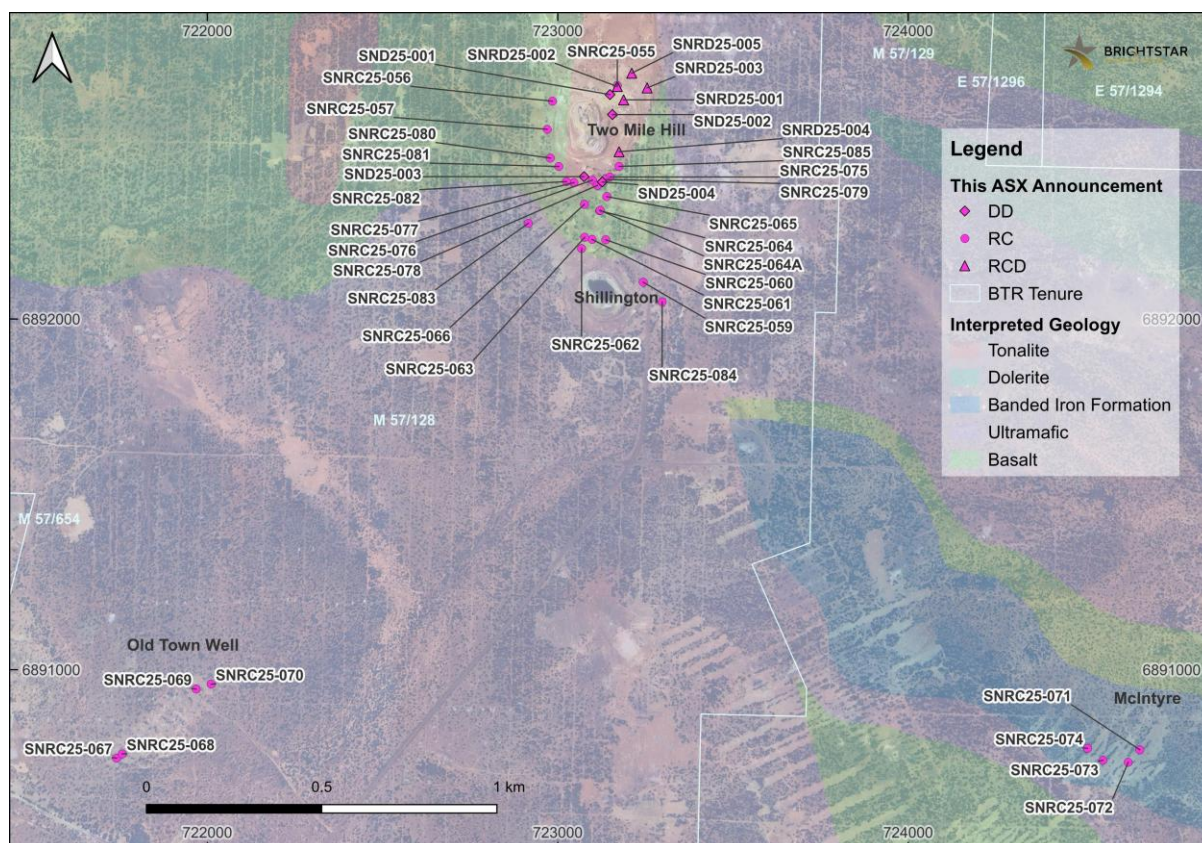 722000
723000
724000
SND25-001
SNRD25-002
SNRC25-055
SNRD25-005
SNRC25-056
SNRD25-003
SNRC25-057
SNRD25-001
SND25-002
Two Mile Hill
SNRC25-080
SNRD25-004
SNRC25-081
SNRC25-085
SND25-003
SNRC25-075
SNRC25-082
SNRC25-079
SND25-004
SNRC25-077
SNRC25-065
SNRC25-076
SNRC25-064
SNRC25-078
SNRC25-064A
SNRC25-083
SNRC25-060
SNRC25-061
Shillington
SNRC25-059
SNRC25-066
SNRC25-062
SNRC25-063
SNRC25-084
M 57/129
E 57/1296
E 57/1294
BRIGHTSTAR
Legend
This ASX Announcement
DD
RC
RCD
BTR Tenure
Interpreted Geology
Tonalite
Dolerite
Banded Iron Formation
Ultramafic
Basalt
6892000
6892000
M 57/128
M 57/654
Old Town Well
6891000
6891000
SNRC25-069
SNRC25-070
SNRC25-067
SNRC25-068
SNRC25-071
McIntyre
SNRC25-074
SNRC25-073
SNRC25-072
0 0.5 1 km
722000
723000
724000